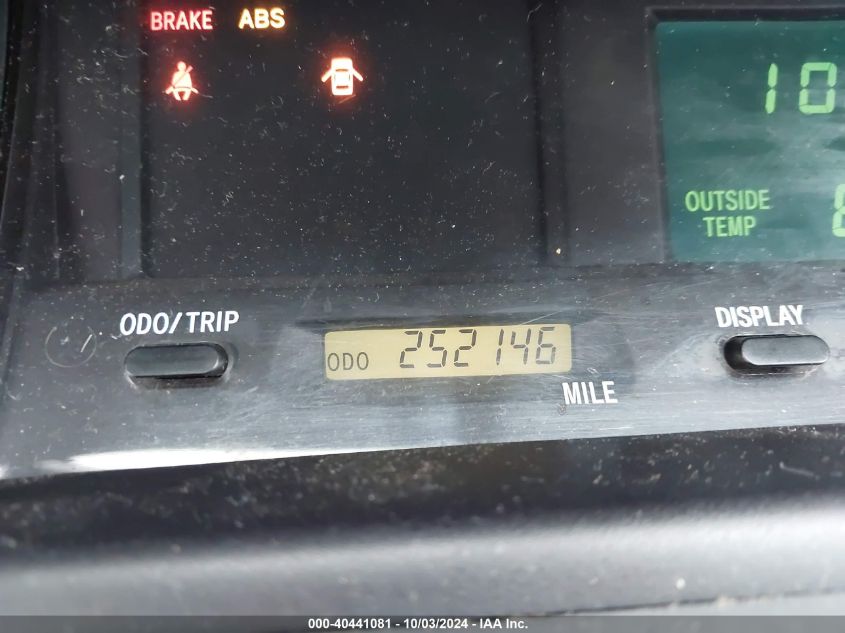 BRAKE ABS
10
OUTSIDE
TEMP
ODO/TRIP
DISPLAY
ODO 252146
MILE
000-40441081 - 10/03/2024 - IAA Inc.